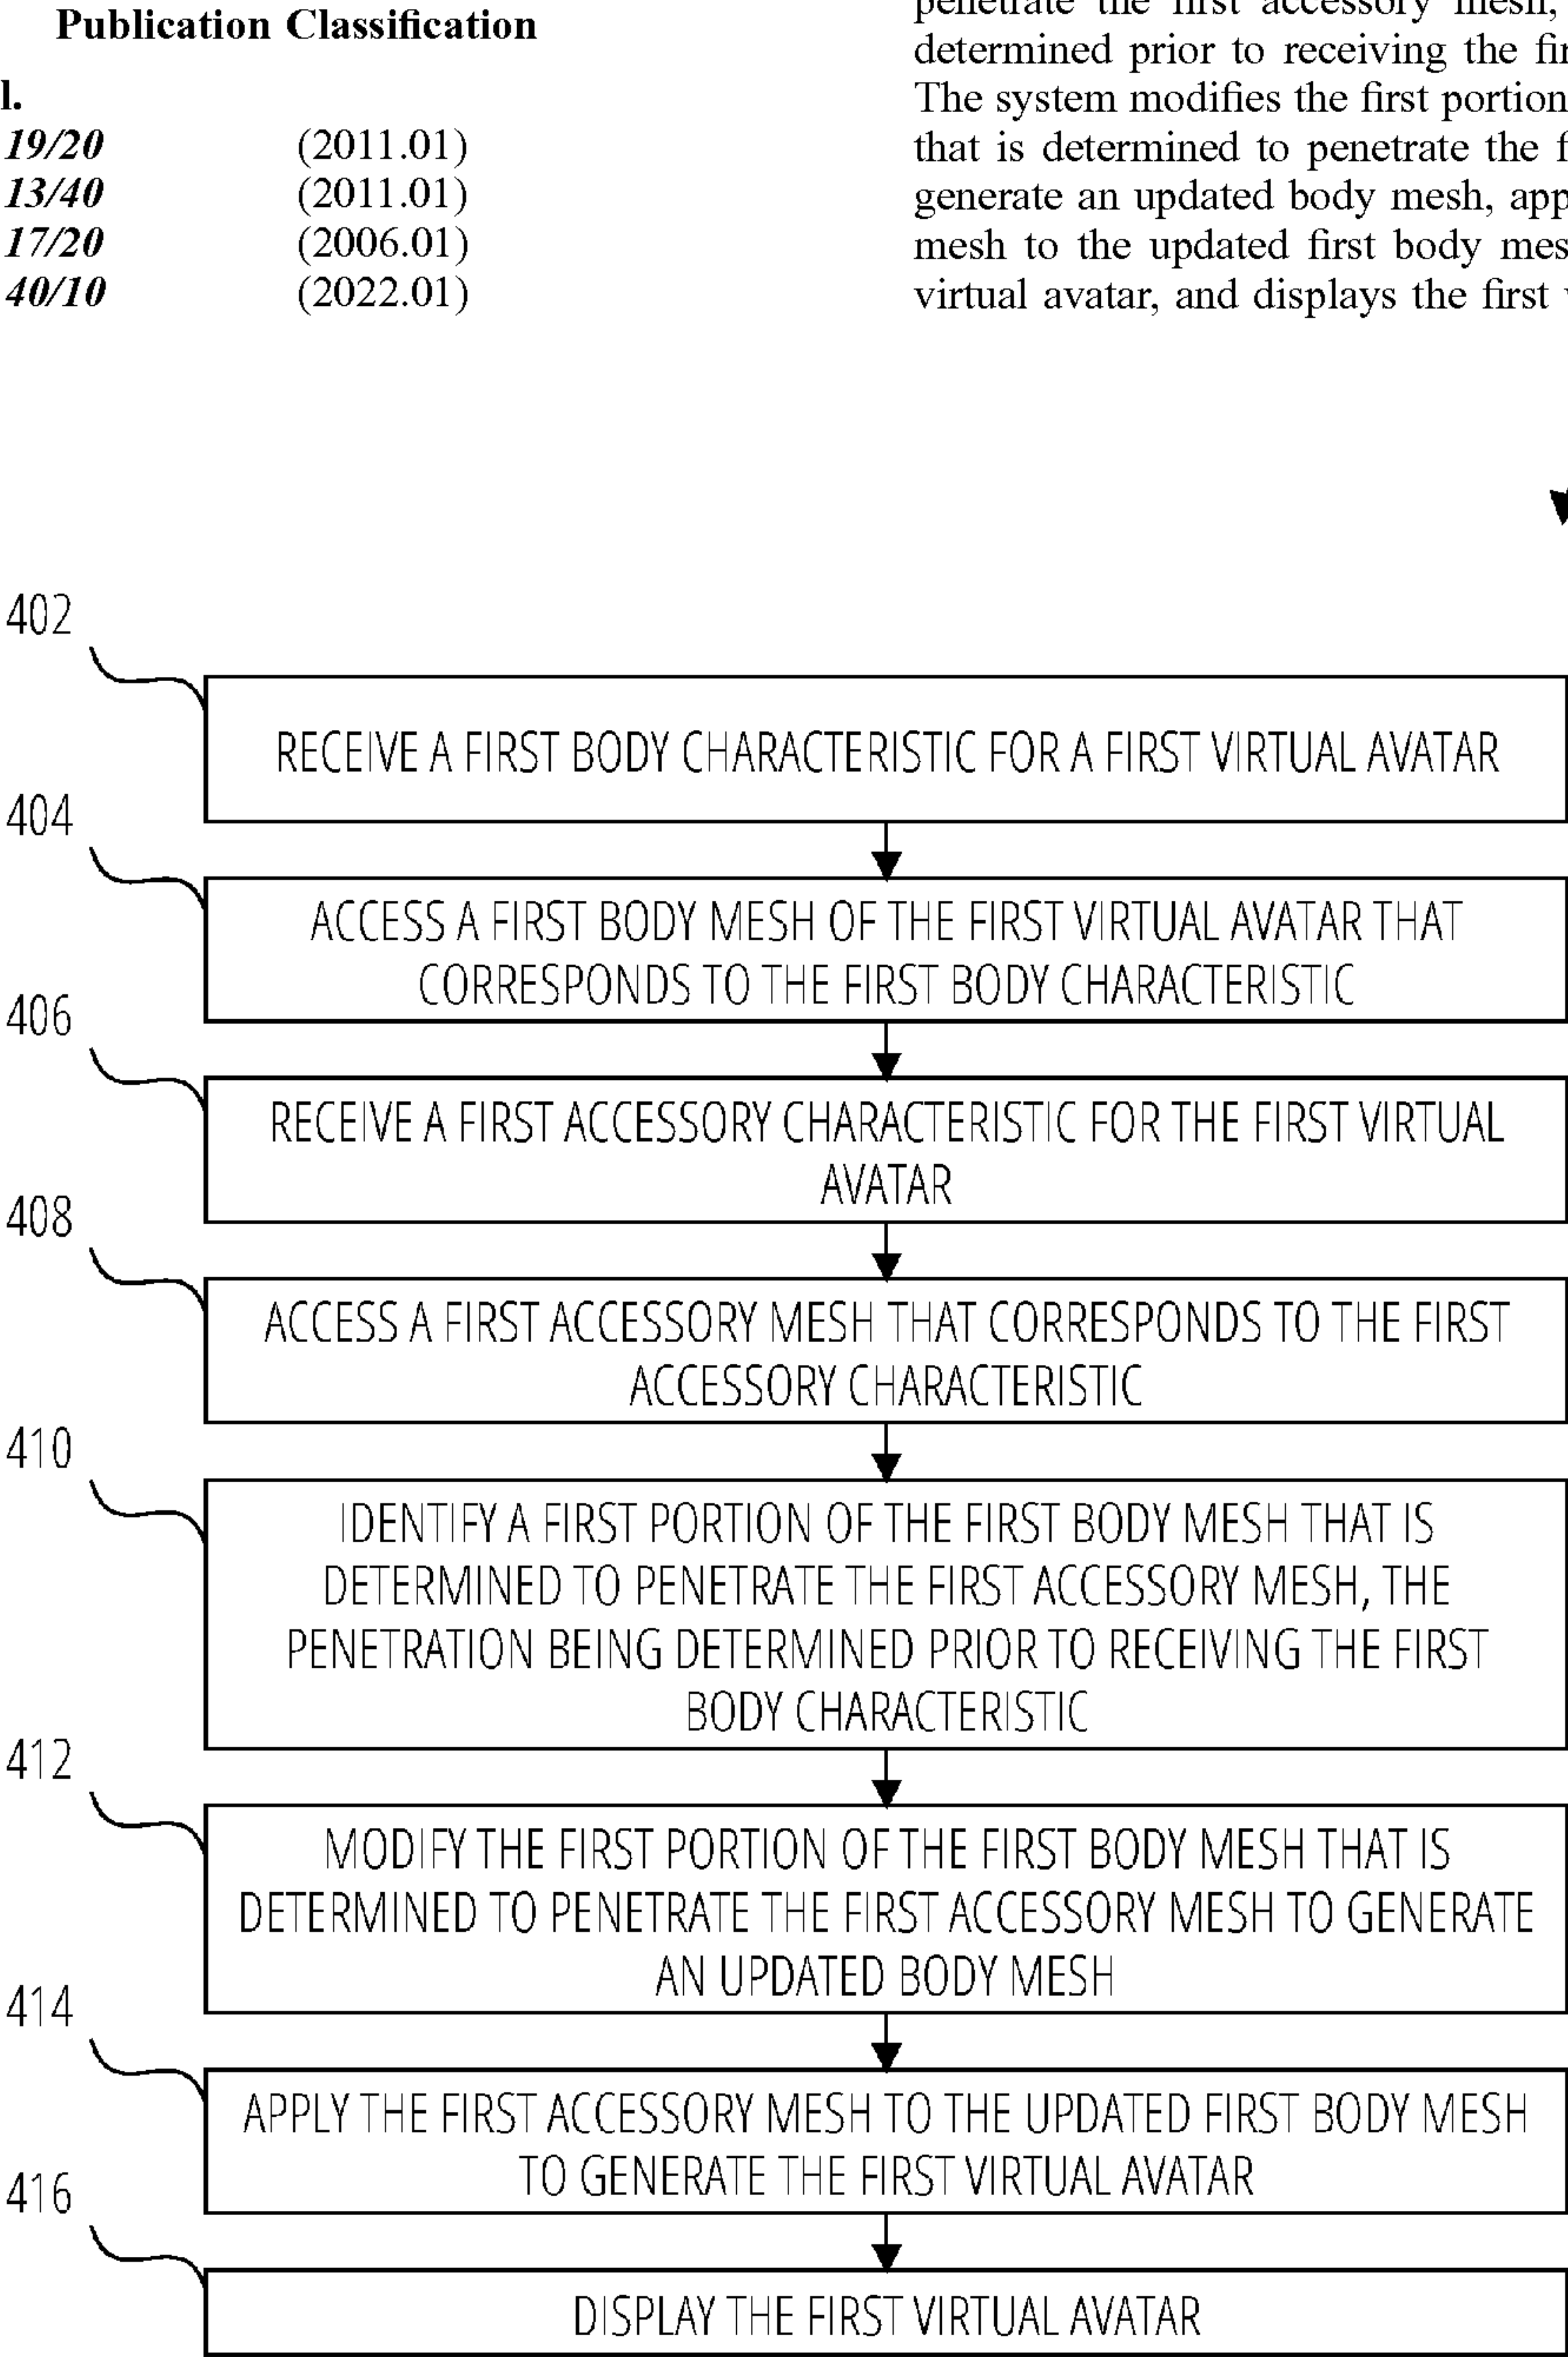 Publication Classification
l.
19/20 (2011.01)
13/40 (2011.01)
17/20 (2006.01)
40/10 (2022.01)
penetrate the first accessory mesh,
determined prior to receiving the fir
The system modifies the first portion
that is determined to penetrate the f
generate an updated body mesh, app
mesh to the updated first body mes
virtual avatar, and displays the first v
402
RECEIVE A FIRST BODY CHARACTERISTIC FOR A FIRST VIRTUAL AVATAR
404
ACCESS A FIRST BODY MESH OF THE FIRST VIRTUAL AVATAR THAT
CORRESPONDS TO THE FIRST BODY CHARACTERISTIC
406
RECEIVE A FIRST ACCESSORY CHARACTERISTIC FOR THE FIRST VIRTUAL
AVATAR
408
ACCESS A FIRST ACCESSORY MESH THAT CORRESPONDS TO THE FIRST
ACCESSORY CHARACTERISTIC
410
IDENTIFY A FIRST PORTION OF THE FIRST BODY MESH THAT IS
DETERMINED TO PENETRATE THE FIRST ACCESSORY MESH, THE
PENETRATION BEING DETERMINED PRIOR TO RECEIVING THE FIRST
BODY CHARACTERISTIC
412
MODIFY THE FIRST PORTION OF THE FIRST BODY MESH THAT IS
DETERMINED TO PENETRATE THE FIRST ACCESSORY MESH TO GENERATE
AN UPDATED BODY MESH
414
APPLY THE FIRST ACCESSORY MESH TO THE UPDATED FIRST BODY MESH
TO GENERATE THE FIRST VIRTUAL AVATAR
416
DISPLAY THE FIRST VIRTUAL AVATAR